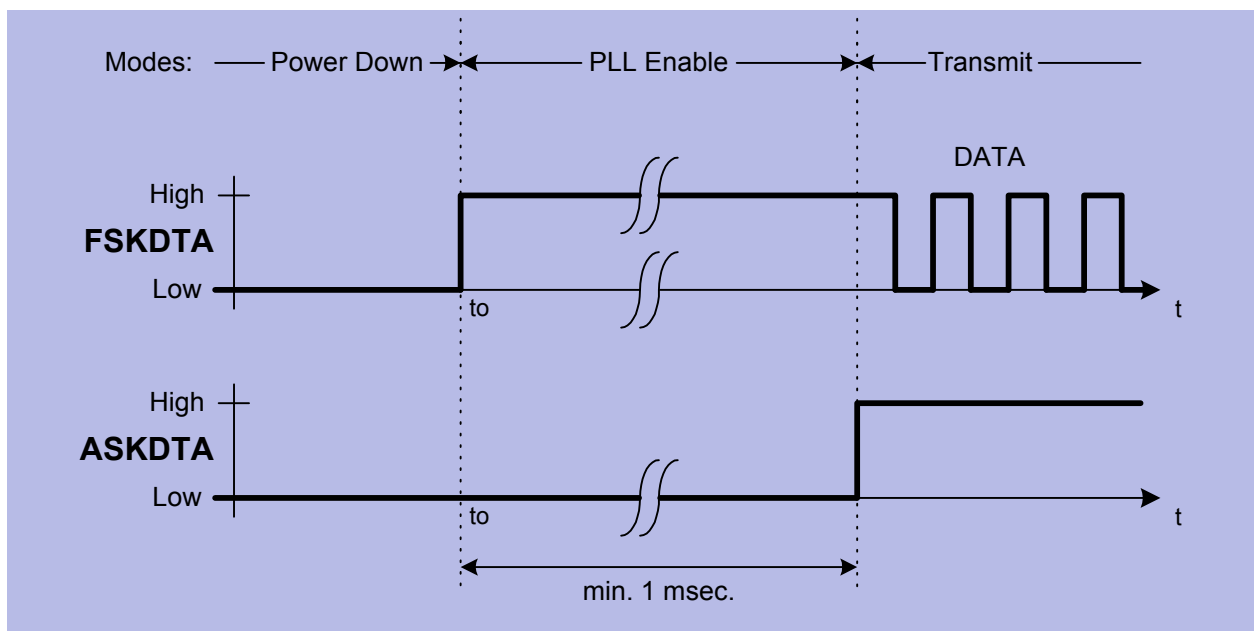 Modes: Power Down PLL Enable Transmit
DATA
High
FSKDTA
Low
to
t
High
ASKDTA
Low
to
t
min. 1 msec.